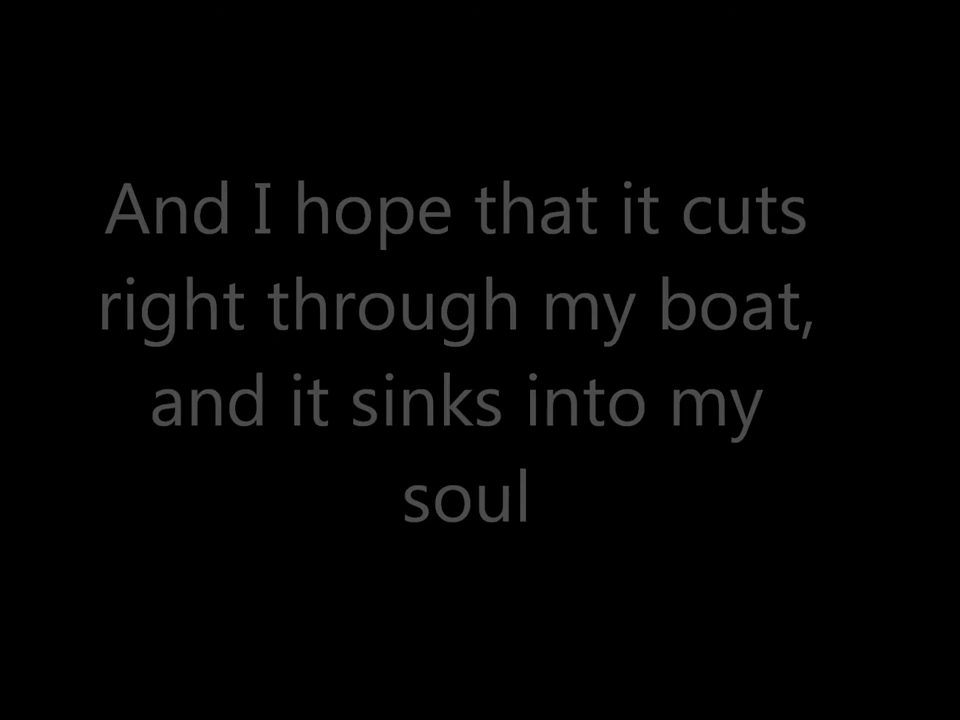 And I hope that it cuts
right through my boat,
and it sinks into my
soul